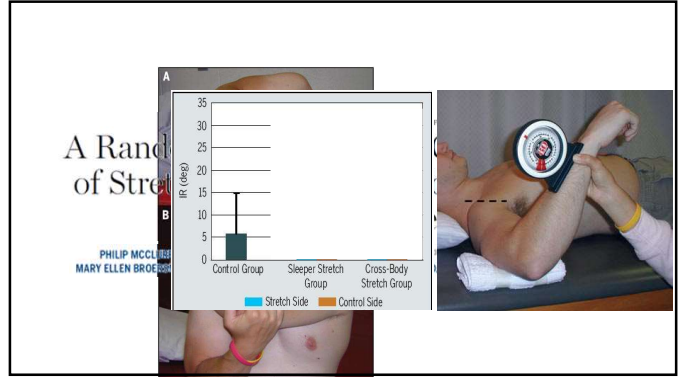 A
A Rand
of Stret
B
PHILIP MCCLU
MARY ELLEN BROE
35
30
25
20
15
10
5
0
IR (deg)
Control Group
Sleeper Stretch
Group
Cross-Body
Stretch Group
Stretch Side
Control Side